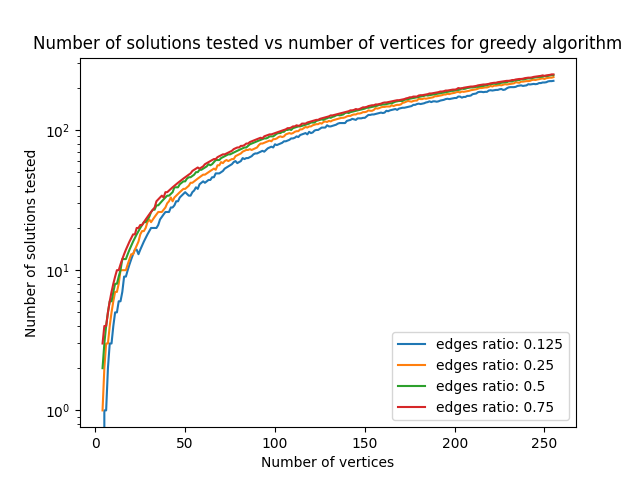 Number of solutions tested vs number of vertices for greedy algorithm
Number of solutions tested
10²
10¹
10⁰
edges ratio: 0.125
edges ratio: 0.25
edges ratio: 0.5
edges ratio: 0.75
0 50 100 150 200 250
Number of vertices